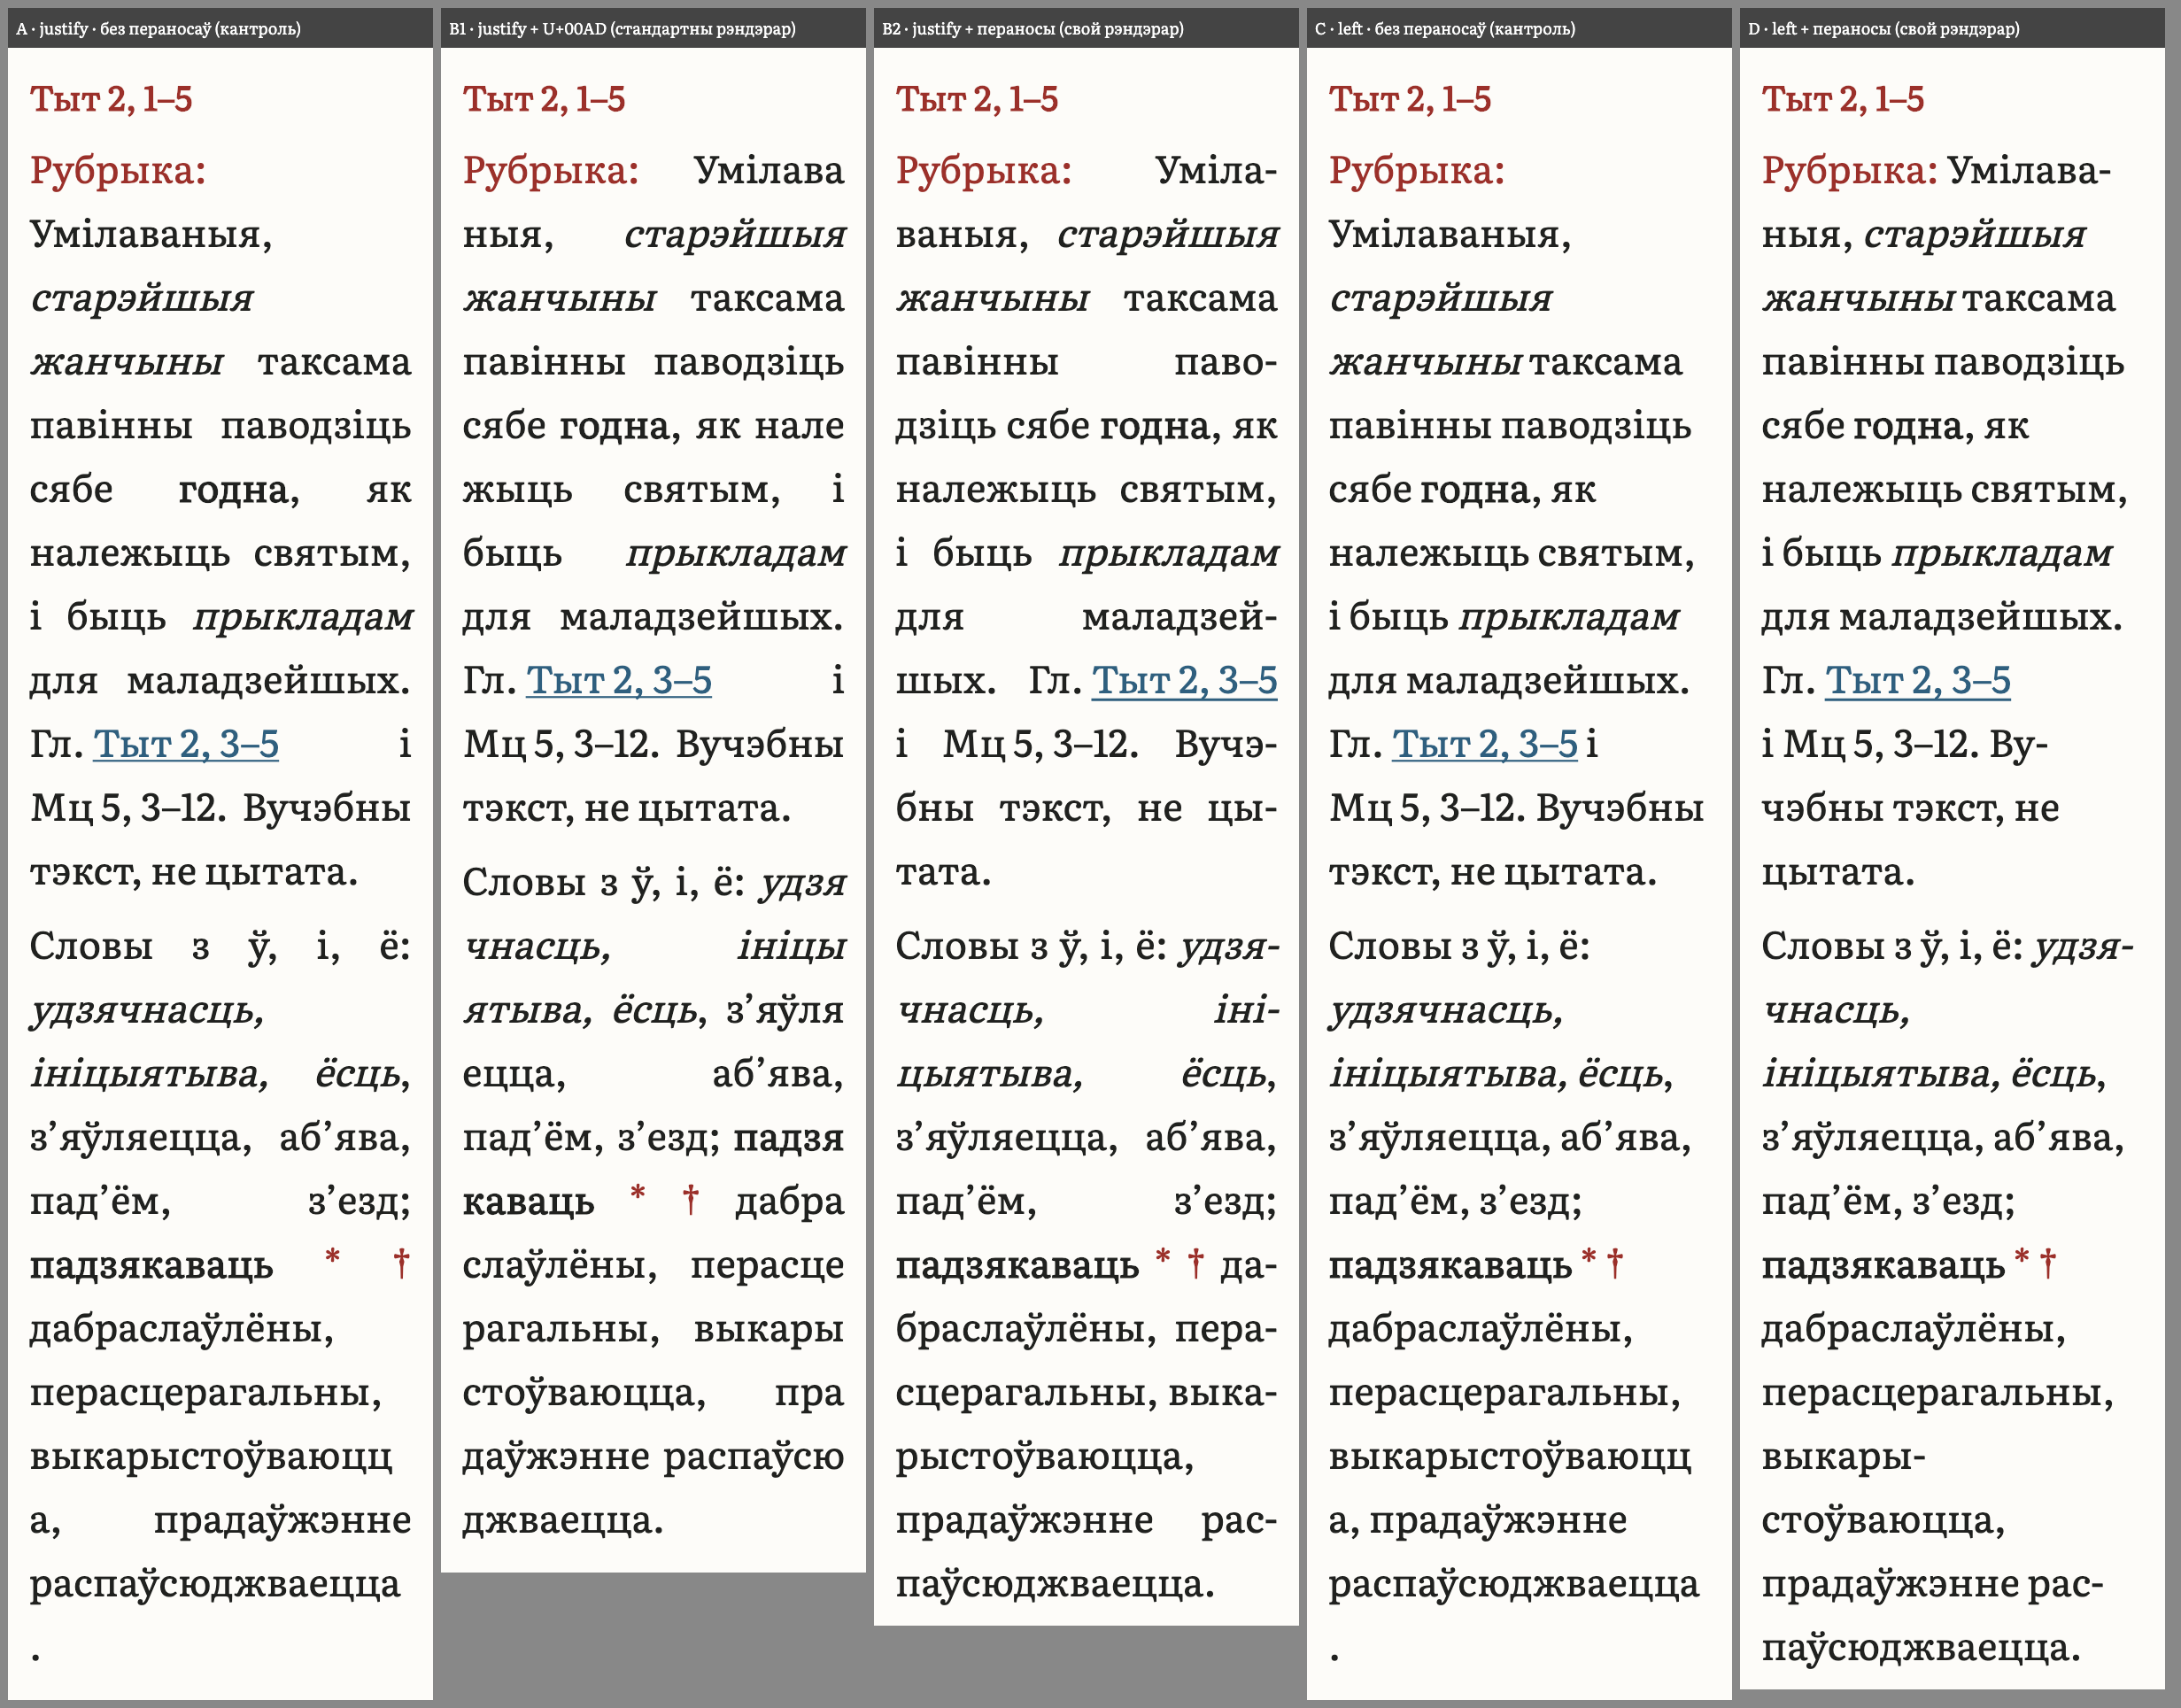 A · justify · без пераносаў (кантроль)
Тыт 2, 1–5
Рубрыка:
Умілаваныя,
старэйшыя
жанчыны таксама
павінны паводзіць
сябе годна, як
належыць святым,
і быць прыкладам
для маладзейшых.
Гл. Тыт 2, 3–5 і
Мц 5, 3–12. Вучэбны
тэкст, не цытата.
Словы з ў, і, ё:
удзячнасць,
ініцыятыва, ёсць,
з’яўляецца, аб’ява,
пад’ём, з’езд;
падзякаваць * †
дабраслаўлёны,
перасцерагальны,
выкарыстоўваюцц
а, прадаўжэнне
распаўсюджваецца
.
B1 · justify + U+00AD (стандартны рэндэрар)
Тыт 2, 1–5
Рубрыка: Умілава
ныя, старэйшыя
жанчыны таксама
павінны паводзіць
сябе годна, як нале
жыць святым, і
быць прыкладам
для маладзейшых.
Гл. Тыт 2, 3–5 і
Мц 5, 3–12. Вучэбны
тэкст, не цытата.
Словы з ў, і, ё: удзя
чнасць, ініцы
ятыва, ёсць, з’яўля
ецца, аб’ява,
пад’ём, з’езд; падзя
каваць * † дабра
слаўлёны, перасце
рагальны, выкары
стоўваюцца, пра
даўжэнне распаўсю
джваецца.
B2 · justify + пераносы (свой рэндэрар)
Тыт 2, 1–5
Рубрыка: Уміла-
ваныя, старэйшыя
жанчыны таксама
павінны паво-
дзіць сябе годна, як
належыць святым,
і быць прыкладам
для маладзей-
шых. Гл. Тыт 2, 3–5
і Мц 5, 3–12. Вучэ-
бны тэкст, не цы-
тата.
Словы з ў, і, ё: удзя-
чнасць, іні-
цыятыва, ёсць,
з’яўляецца, аб’ява,
пад’ём, з’езд;
падзякаваць * † да-
браслаўлёны, пера-
сцерагальны, выка-
рыстоўваюцца,
прадаўжэнне рас-
паўсюджваецца.
C · left · без пераносаў (кантроль)
Тыт 2, 1–5
Рубрыка:
Умілаваныя,
старэйшыя
жанчыны таксама
павінны паводзіць
сябе годна, як
належыць святым,
і быць прыкладам
для маладзейшых.
Гл. Тыт 2, 3–5 і
Мц 5, 3–12. Вучэбны
тэкст, не цытата.
Словы з ў, і, ё:
удзячнасць,
ініцыятыва, ёсць,
з’яўляецца, аб’ява,
пад’ём, з’езд;
падзякаваць * †
дабраслаўлёны,
перасцерагальны,
выкарыстоўваюцц
а, прадаўжэнне
распаўсюджваецца
.
D · left + пераносы (свой рэндэрар)
Тыт 2, 1–5
Рубрыка: Умілава-
ныя, старэйшыя
жанчыны таксама
павінны паводзіць
сябе годна, як
належыць святым,
і быць прыкладам
для маладзейшых.
Гл. Тыт 2, 3–5
і Мц 5, 3–12. Ву-
чэбны тэкст, не
цытата.
Словы з ў, і, ё: удзя-
чнасць,
ініцыятыва, ёсць,
з’яўляецца, аб’ява,
пад’ём, з’езд;
падзякаваць * †
дабраслаўлёны,
перасцерагальны,
выкары-
стоўваюцца,
прадаўжэнне рас-
паўсюджваецца.